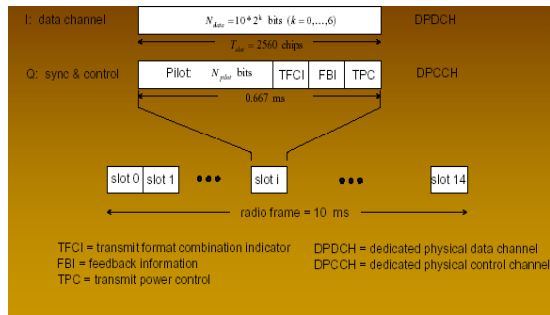 I: data channel N_data=10*2^k bits (k=0,...,6) DPDCH
T_slot = 2560 chips
Q: sync & control Pilot: N_pilot bits TFCI FBI TPC DPCCH
0.667 ms
slot 0 slot 1 ••• slot i ••• slot 14
radio frame = 10 ms
TFCI = transmit format combination indicator DPDCH = dedicated physical data channel
FBI = feedback information DPCCH = dedicated physical control channel
TPC = transmit power control